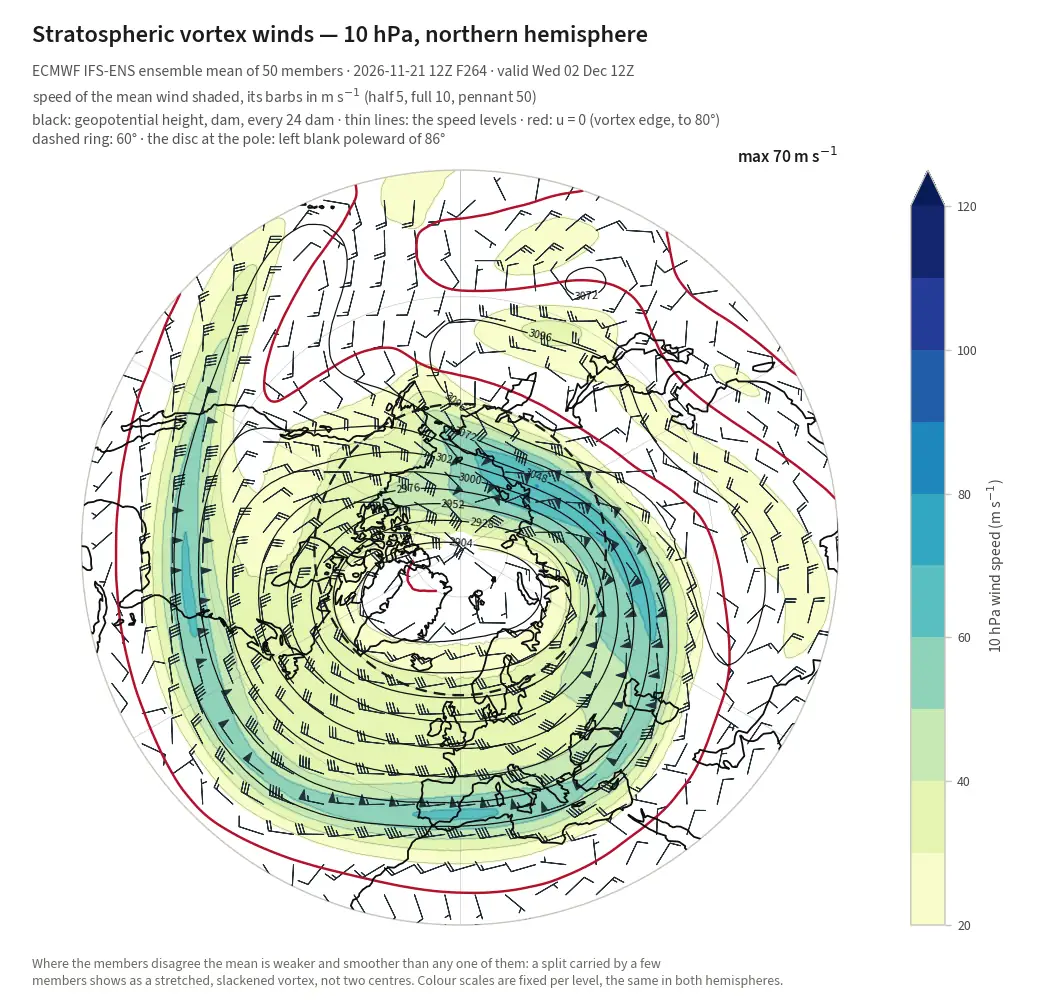 Stratospheric vortex winds — 10 hPa, northern hemisphere
ECMWF IFS-ENS ensemble mean of 50 members · 2026-11-21 12Z F264 · valid Wed 02 Dec 12Z
speed of the mean wind shaded, its barbs in m s⁻¹ (half 5, full 10, pennant 50)
black: geopotential height, dam, every 24 dam · thin lines: the speed levels · red: u = 0 (vortex edge, to 80°)
dashed ring: 60° · the disc at the pole: left blank poleward of 86°
max 70 m s⁻¹
120
100
80
60
40
20
10 hPa wind speed (m s⁻¹)
3072
3096
3048
3000
2976
2952
2928
2904
Where the members disagree the mean is weaker and smoother than any one of them: a split carried by a few
members shows as a stretched, slackened vortex, not two centres. Colour scales are fixed per level, the same in both hemispheres.